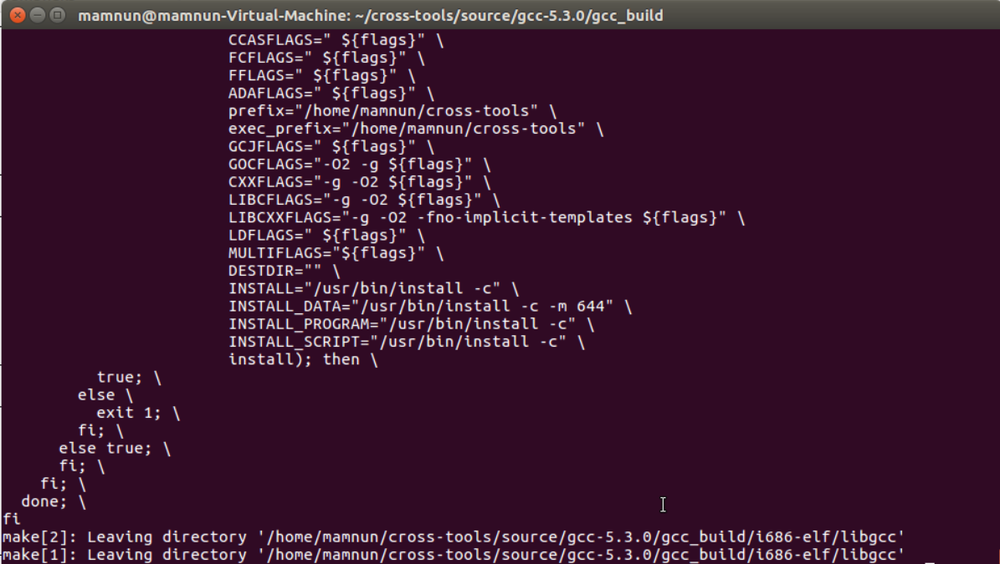 mamnun@mamnun-Virtual-Machine: ~/cross-tools/source/gcc-5.3.0/gcc_build
CCASFLAGS=" ${flags}" \
FCFLAGS=" ${flags}" \
FFLAGS=" ${flags}" \
ADAFLAGS=" ${flags}" \
prefix="/home/mamnun/cross-tools" \
exec_prefix="/home/mamnun/cross-tools" \
GCJFLAGS=" ${flags}" \
GOCFLAGS="-O2 -g ${flags}" \
CXXFLAGS="-g -O2 ${flags}" \
LIBCFLAGS="-g -O2 ${flags}" \
LIBCXXFLAGS="-g -O2 -fno-implicit-templates ${flags}" \
LDFLAGS=" ${flags}" \
MULTIFLAGS="${flags}" \
DESTDIR="" \
INSTALL="/usr/bin/install -c" \
INSTALL_DATA="/usr/bin/install -c -m 644" \
INSTALL_PROGRAM="/usr/bin/install -c" \
INSTALL_SCRIPT="/usr/bin/install -c" \
install); then \
true; \
else \
exit 1; \
fi; \
else true; \
fi; \
fi; \
done; \
fi
make[2]: Leaving directory '/home/mamnun/cross-tools/source/gcc-5.3.0/gcc_build/i686-elf/libgcc'
make[1]: Leaving directory '/home/mamnun/cross-tools/source/gcc-5.3.0/gcc_build/i686-elf/libgcc'